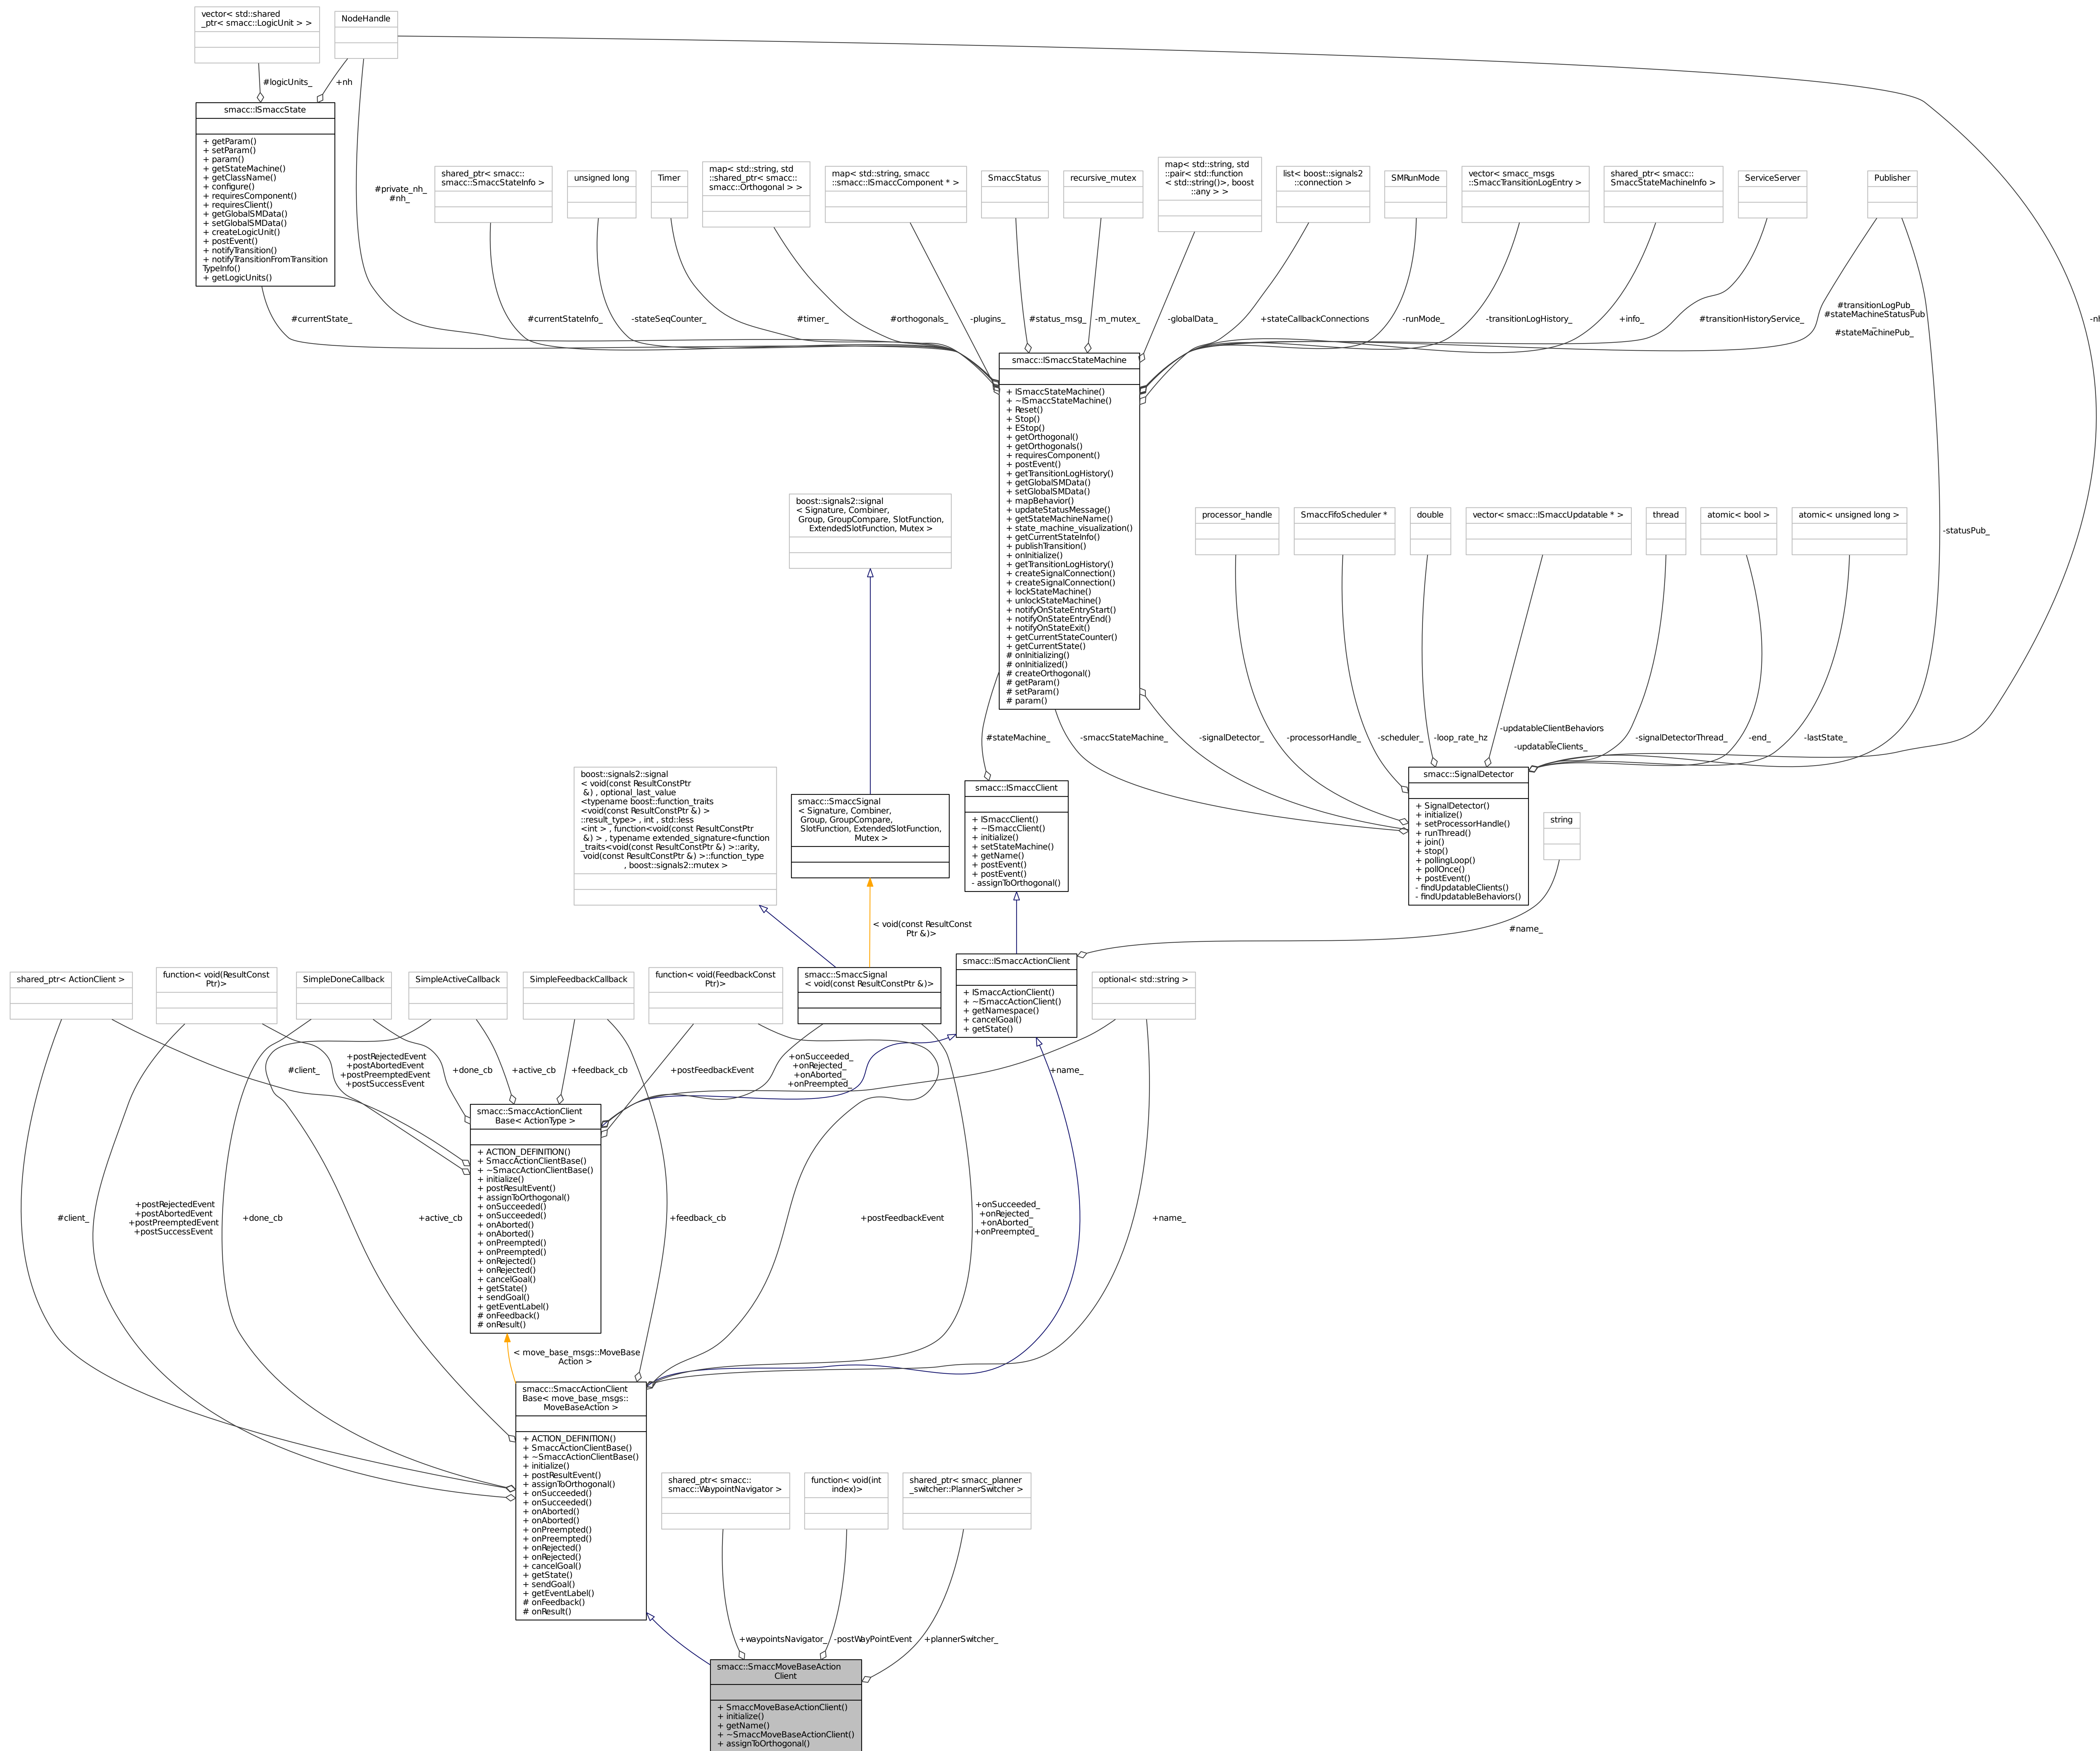 vector< std::shared
_ptr< smacc::LogicUnit > >
NodeHandle
#logicUnits_
+nh
smacc::ISmaccState
+ getParam()
+ setParam()
+ param()
+ getStateMachine()
+ getClassName()
+ configure()
+ requiresComponent()
+ requiresClient()
+ getGlobalSMData()
+ setGlobalSMData()
+ createLogicUnit()
+ postEvent()
+ notifyTransition()
+ notifyTransitionFromTransition
TypeInfo()
+ getLogicUnits()
#private_nh_
#nh_
shared_ptr< smacc::
smacc::SmaccStateInfo >
unsigned long
Timer
map< std::string, std
::shared_ptr< smacc::
smacc::Orthogonal > >
map< std::string, smacc
::smacc::ISmaccComponent * >
SmaccStatus
recursive_mutex
map< std::string, std
::pair< std::function
< std::string()>, boost
::any > >
list< boost::signals2
::connection >
SMRunMode
vector< smacc_msgs
::SmaccTransitionLogEntry >
shared_ptr< smacc::
SmaccStateMachineInfo >
ServiceServer
Publisher
#currentState_
#currentStateInfo_
-stateSeqCounter_
#timer_
#orthogonals_
-plugins_
#status_msg_
-m_mutex_
-globalData_
+stateCallbackConnections
-runMode_
-transitionLogHistory_
+info_
#transitionHistoryService_
#transitionLogPub_
#stateMachineStatusPub
_
#stateMachinePub_
-nh
smacc::ISmaccStateMachine
+ ISmaccStateMachine()
+ ~ISmaccStateMachine()
+ Reset()
+ Stop()
+ EStop()
+ getOrthogonal()
+ getOrthogonals()
+ requiresComponent()
+ postEvent()
+ getTransitionLogHistory()
+ getGlobalSMData()
+ setGlobalSMData()
+ mapBehavior()
+ updateStatusMessage()
+ getStateMachineName()
+ state_machine_visualization()
+ getCurrentStateInfo()
+ publishTransition()
+ onInitialize()
+ getTransitionLogHistory()
+ createSignalConnection()
+ createSignalConnection()
+ lockStateMachine()
+ unlockStateMachine()
+ notifyOnStateEntryStart()
+ notifyOnStateEntryEnd()
+ notifyOnStateExit()
+ getCurrentStateCounter()
+ getCurrentState()
# onInitializing()
# onInitialized()
# createOrthogonal()
# getParam()
# setParam()
# param()
boost::signals2::signal
< Signature, Combiner,
Group, GroupCompare, SlotFunction,
ExtendedSlotFunction, Mutex >
processor_handle
SmaccFifoScheduler *
double
vector< smacc::ISmaccUpdatable * >
thread
atomic< bool >
atomic< unsigned long >
-statusPub_
#stateMachine_
-smaccStateMachine_
-signalDetector_
-processorHandle_
-scheduler_
-loop_rate_hz
-updatableClientBehaviors
_
-updatableClients_
-signalDetectorThread_
-end_
-lastState_
boost::signals2::signal
< void(const ResultConstPtr
&) , optional_last_value
<typename boost::function_traits
<void(const ResultConstPtr &) >
::result_type> , int , std::less
<int > , function<void(const ResultConstPtr
&) > , typename extended_signature<function
_traits<void(const ResultConstPtr &) >::arity,
void(const ResultConstPtr &) >::function_type
, boost::signals2::mutex >
smacc::SmaccSignal
< Signature, Combiner,
Group, GroupCompare,
SlotFunction, ExtendedSlotFunction,
Mutex >
smacc::ISmaccClient
+ ISmaccClient()
+ ~ISmaccClient()
+ initialize()
+ setStateMachine()
+ getName()
+ postEvent()
+ postEvent()
- assignToOrthogonal()
smacc::SignalDetector
+ SignalDetector()
+ initialize()
+ setProcessorHandle()
+ runThread()
+ join()
+ stop()
+ pollingLoop()
+ pollOnce()
+ postEvent()
- findUpdatableClients()
- findUpdatableBehaviors()
string
< void(const ResultConst
Ptr &)>
#name_
shared_ptr< ActionClient >
function< void(ResultConst
Ptr)>
SimpleDoneCallback
SimpleActiveCallback
SimpleFeedbackCallback
function< void(FeedbackConst
Ptr)>
smacc::SmaccSignal
< void(const ResultConstPtr &)>
smacc::ISmaccActionClient
+ ISmaccActionClient()
+ ~ISmaccActionClient()
+ getNamespace()
+ cancelGoal()
+ getState()
optional< std::string >
#client_
+postRejectedEvent
+postAbortedEvent
+postPreemptedEvent
+postSuccessEvent
+done_cb
+active_cb
+feedback_cb
+postFeedbackEvent
+onSucceeded_
+onRejected_
+onAborted_
+onPreempted_
+name_
smacc::SmaccActionClient
Base< ActionType >
+ ACTION_DEFINITION()
+ SmaccActionClientBase()
+ ~SmaccActionClientBase()
+ initialize()
+ postResultEvent()
+ assignToOrthogonal()
+ onSucceeded()
+ onSucceeded()
+ onAborted()
+ onAborted()
+ onPreempted()
+ onPreempted()
+ onRejected()
+ onRejected()
+ cancelGoal()
+ getState()
+ sendGoal()
+ getEventLabel()
# onFeedback()
# onResult()
#client_
+postRejectedEvent
+postAbortedEvent
+postPreemptedEvent
+postSuccessEvent
+done_cb
+active_cb
+feedback_cb
+postFeedbackEvent
+onSucceeded_
+onRejected_
+onAborted_
+onPreempted_
+name_
< move_base_msgs::MoveBase
Action >
smacc::SmaccActionClient
Base< move_base_msgs::
MoveBaseAction >
+ ACTION_DEFINITION()
+ SmaccActionClientBase()
+ ~SmaccActionClientBase()
+ initialize()
+ postResultEvent()
+ assignToOrthogonal()
+ onSucceeded()
+ onSucceeded()
+ onAborted()
+ onAborted()
+ onPreempted()
+ onPreempted()
+ onRejected()
+ onRejected()
+ cancelGoal()
+ getState()
+ sendGoal()
+ getEventLabel()
# onFeedback()
# onResult()
shared_ptr< smacc::
smacc::WaypointNavigator >
function< void(int
index)>
shared_ptr< smacc_planner
_switcher::PlannerSwitcher >
+waypointsNavigator_
-postWayPointEvent
+plannerSwitcher_
smacc::SmaccMoveBaseAction
Client
+ SmaccMoveBaseActionClient()
+ initialize()
+ getName()
+ ~SmaccMoveBaseActionClient()
+ assignToOrthogonal()